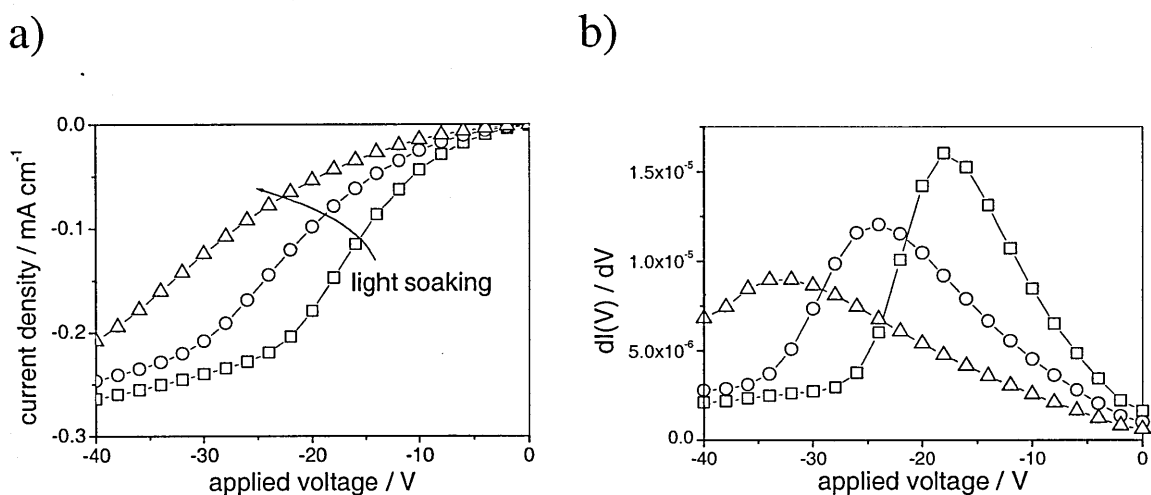 a)
b)
0.0
-0.1
-0.2
-0.3
current density / mA cm⁻¹
light soaking
-40 -30 -20 -10 0
applied voltage / V
1.5x10⁻⁵
1.0x10⁻⁵
5.0x10⁻⁶
0.0
dI(V) / dV
-40 -30 -20 -10 0
applied voltage / V